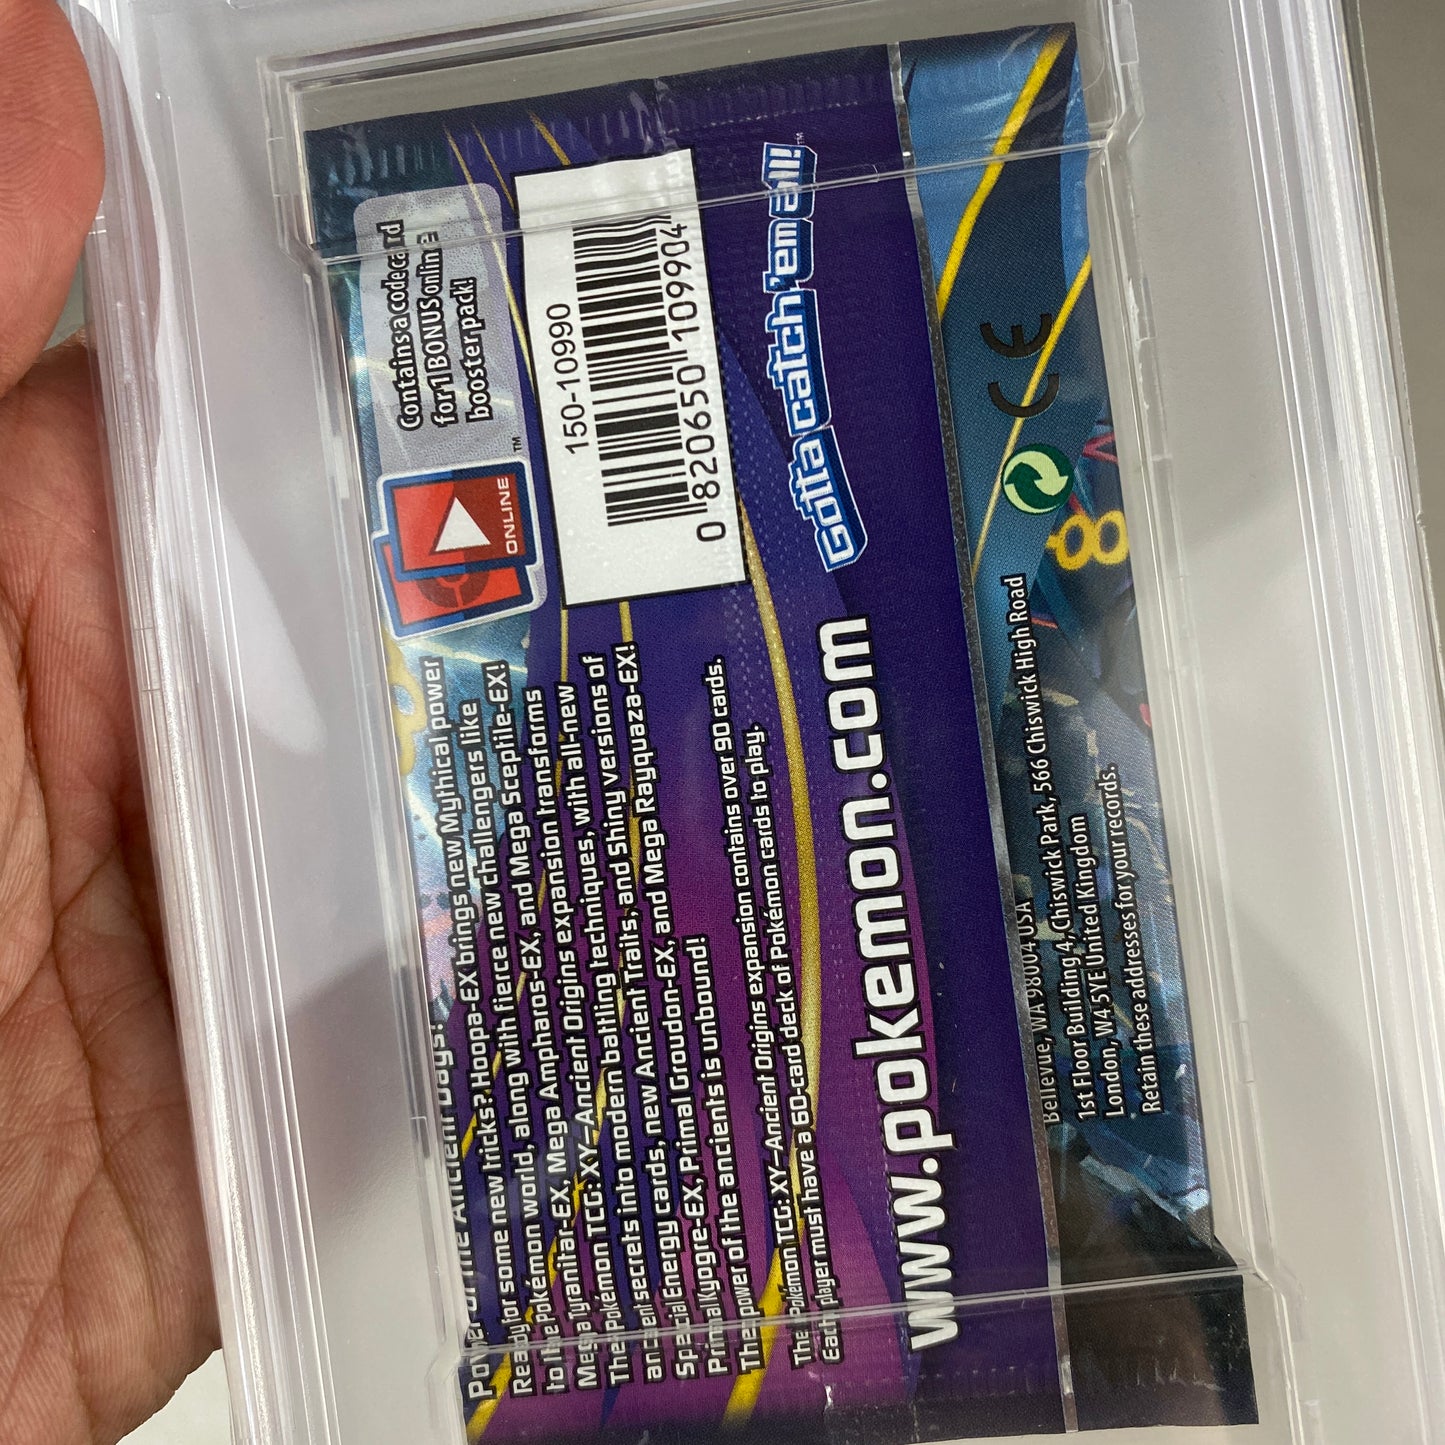 Power of the Ancient Days!
Ready for some new tricks? Hoopa-EX brings new Mythical power
to the Pokémon world, along with fierce new challengers like
Mega Tyranitar-EX, Mega Ampharos-EX, and Mega Sceptile-EX!
The Pokémon TCG: XY—Ancient Origins expansion transforms
ancient secrets into modern battling techniques, with all-new
Special Energy cards, new Ancient Traits, and Shiny versions of
Primal Kyogre-EX, Primal Groudon-EX, and Mega Rayquaza-EX!
The power of the ancients is unbound!
The Pokémon TCG: XY—Ancient Origins expansion contains over 90 cards.
Each player must have a 60-card deck of Pokémon cards to play.
www.pokemon.com
ONLINE
TM
Contains a code card
for 1 BONUS online
booster pack!
150-10990
0 82065010990 4
Gotta catch 'em all!
TM
CE
8
Bellevue, WA 98004 USA
1st Floor Building 4, Chiswick Park, 566 Chiswick High Road
London, W4 5YE United Kingdom
Retain these addresses for your records.